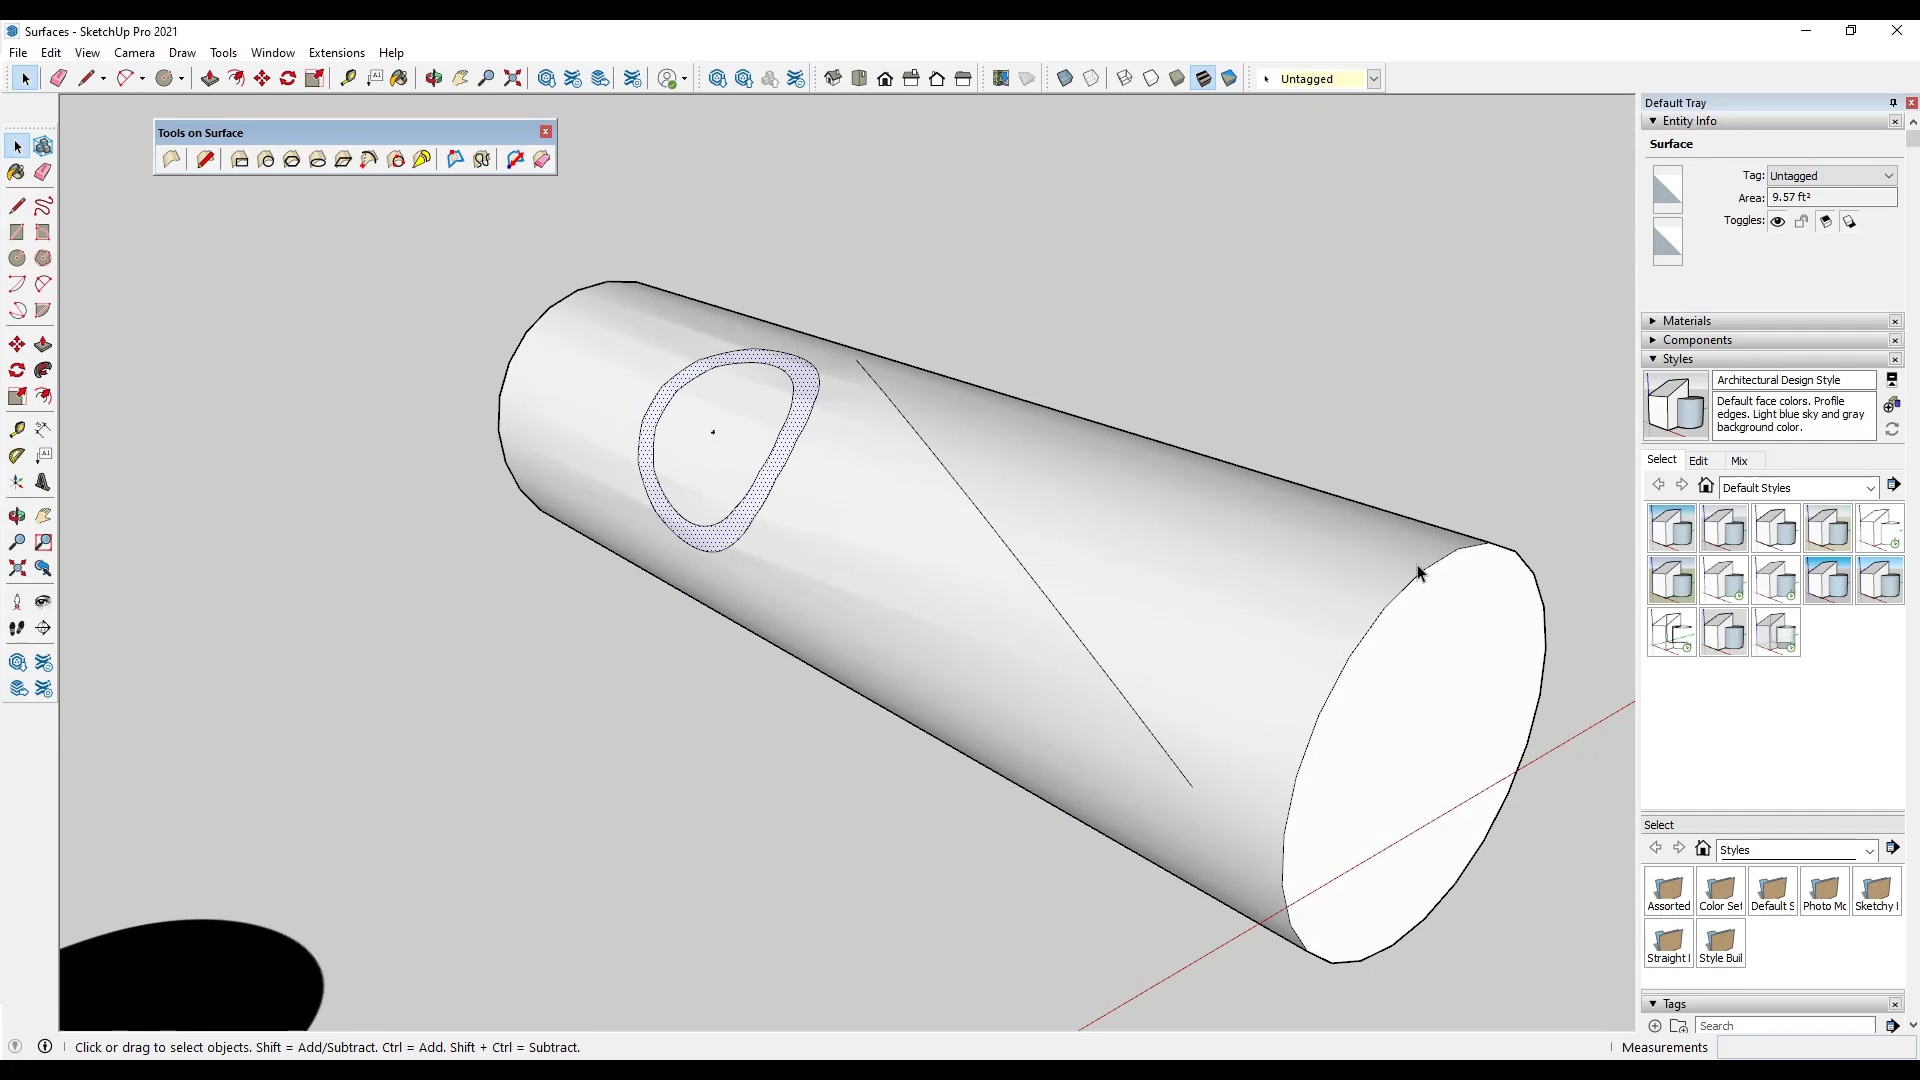 Surfaces - SketchUp Pro 2021
File Edit View Camera Draw Tools Window Extensions Help
Untagged
Tools on Surface
Default Tray
Entity Info
Surface
Tag: Untagged
Area: 9.57 ft²
Toggles:
Materials
Components
Styles
Architectural Design Style
Default face colors. Profile
edges. Light blue sky and gray
background color.
Select Edit Mix
Default Styles
Select
Styles
Assorted Color Set Default S Photo Mo Sketchy I
Straight I Style Buil
Tags
Search
Click or drag to select objects. Shift = Add/Subtract. Ctrl = Add. Shift + Ctrl = Subtract.
Measurements